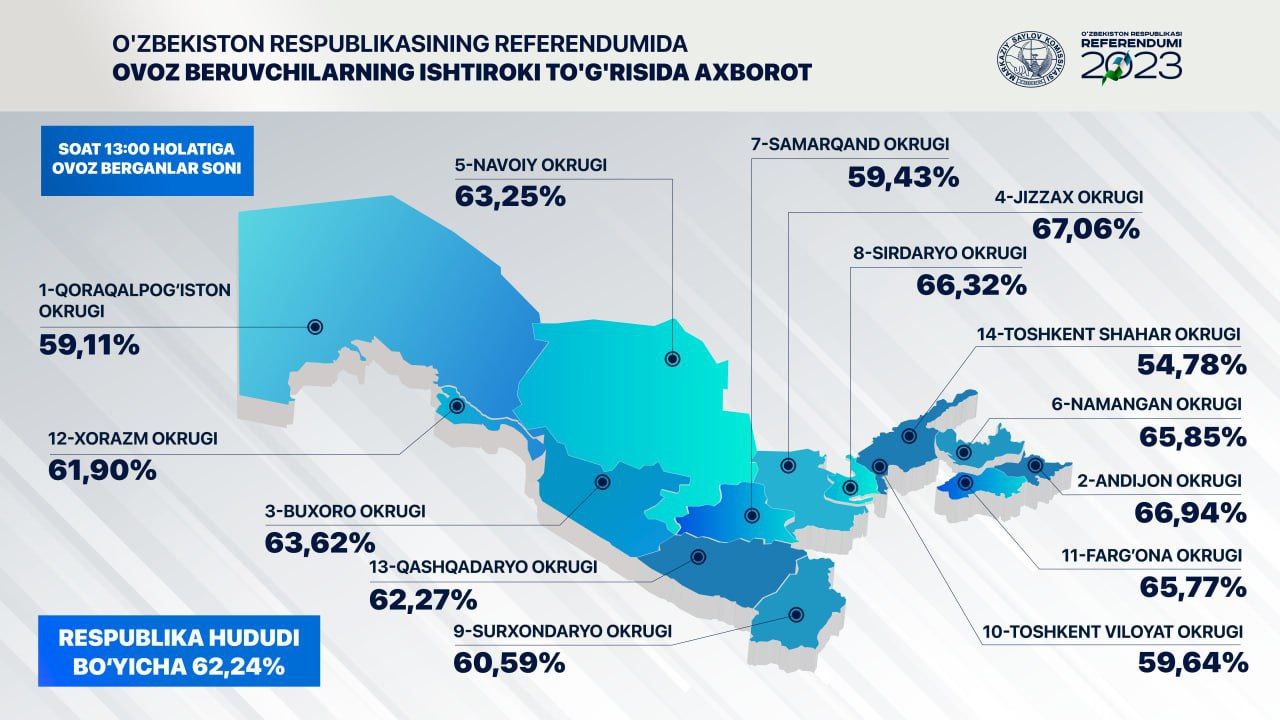 O'ZBEKISTON RESPUBLIKASINING REFERENDUMIDA
OVOZ BERUVCHILARNING ISHTIROKI TO'G'RISIDA AXBOROT
MARKAZIY SAYLOV KOMISSIYASI
O'ZBEKISTON RESPUBLIKASI
REFERENDUMI
2023
SOAT 13:00 HOLATIGA
OVOZ BERGANLAR SONI
5-NAVOIY OKRUGI
63,25%
7-SAMARQAND OKRUGI
59,43%
4-JIZZAX OKRUGI
67,06%
8-SIRDARYO OKRUGI
66,32%
1-QORAQALPOG‘ISTON
OKRUGI
59,11%
14-TOSHKENT SHAHAR OKRUGI
54,78%
6-NAMANGAN OKRUGI
65,85%
12-XORAZM OKRUGI
61,90%
2-ANDIJON OKRUGI
66,94%
3-BUXORO OKRUGI
63,62%
11-FARG‘ONA OKRUGI
65,77%
13-QASHQADARYO OKRUGI
62,27%
9-SURXONDARYO OKRUGI
60,59%
10-TOSHKENT VILOYAT OKRUGI
59,64%
RESPUBLIKA HUDUDI
BO‘YICHA 62,24%